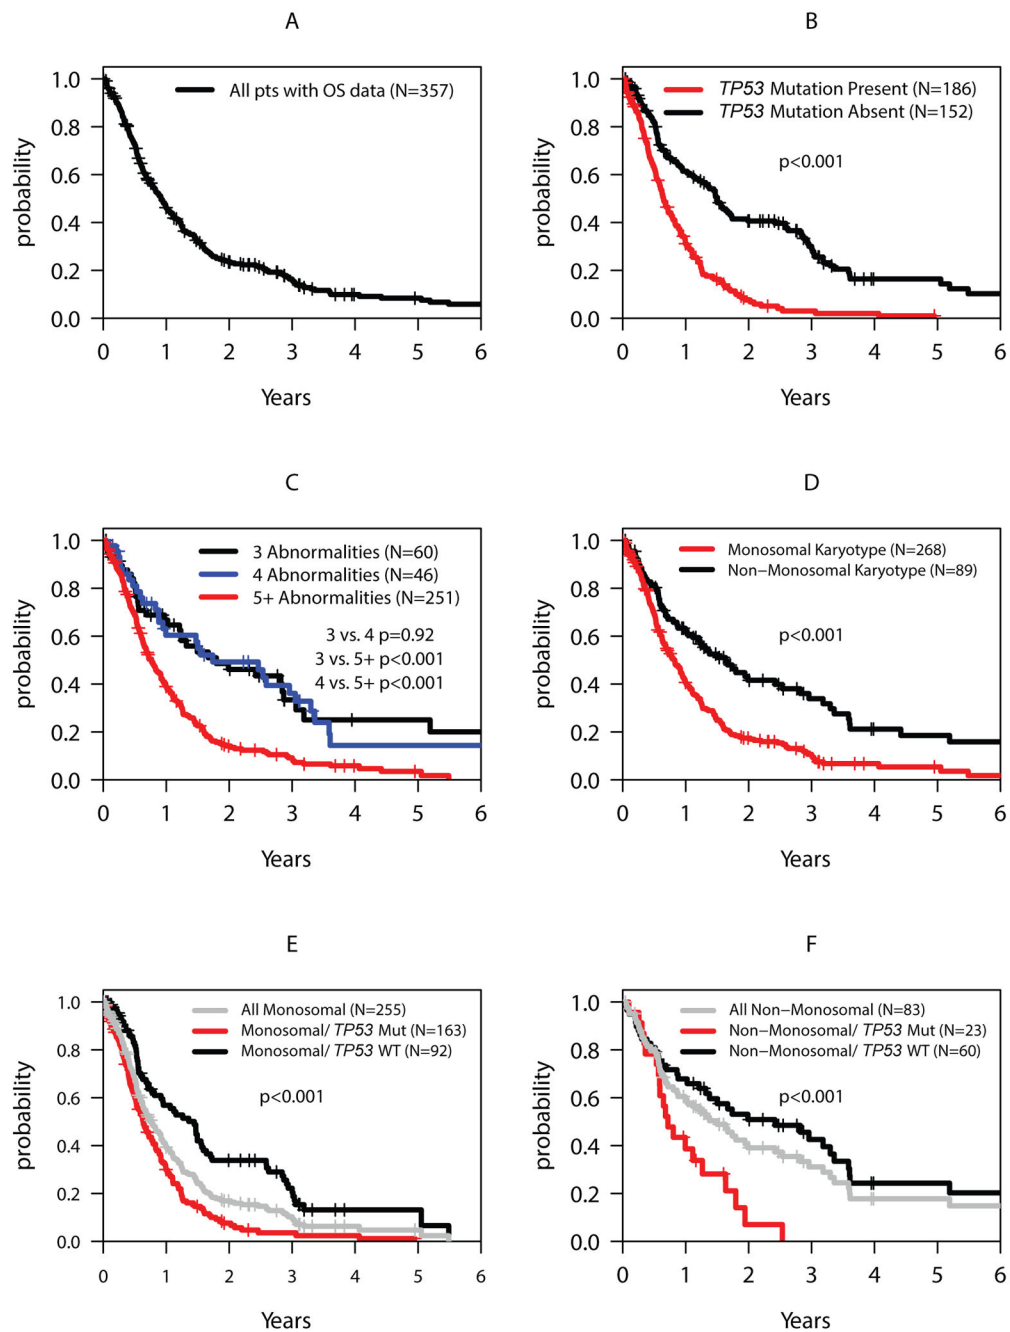 A
All pts with OS data (N=357)
probability
1.0
0.8
0.6
0.4
0.2
0.0
0 1 2 3 4 5 6
Years
B
TP53 Mutation Present (N=186)
TP53 Mutation Absent (N=152)
p<0.001
probability
1.0
0.8
0.6
0.4
0.2
0.0
0 1 2 3 4 5 6
Years
C
3 Abnormalities (N=60)
4 Abnormalities (N=46)
5+ Abnormalities (N=251)
3 vs. 4 p=0.92
3 vs. 5+ p<0.001
4 vs. 5+ p<0.001
probability
1.0
0.8
0.6
0.4
0.2
0.0
0 1 2 3 4 5 6
Years
D
Monosomal Karyotype (N=268)
Non−Monosomal Karyotype (N=89)
p<0.001
probability
1.0
0.8
0.6
0.4
0.2
0.0
0 1 2 3 4 5 6
Years
E
All Monosomal (N=255)
Monosomal/ TP53 Mut (N=163)
Monosomal/ TP53 WT (N=92)
p<0.001
probability
1.0
0.8
0.6
0.4
0.2
0.0
0 1 2 3 4 5 6
Years
F
All Non−Monosomal (N=83)
Non−Monosomal/ TP53 Mut (N=23)
Non−Monosomal/ TP53 WT (N=60)
p<0.001
probability
1.0
0.8
0.6
0.4
0.2
0.0
0 1 2 3 4 5 6
Years